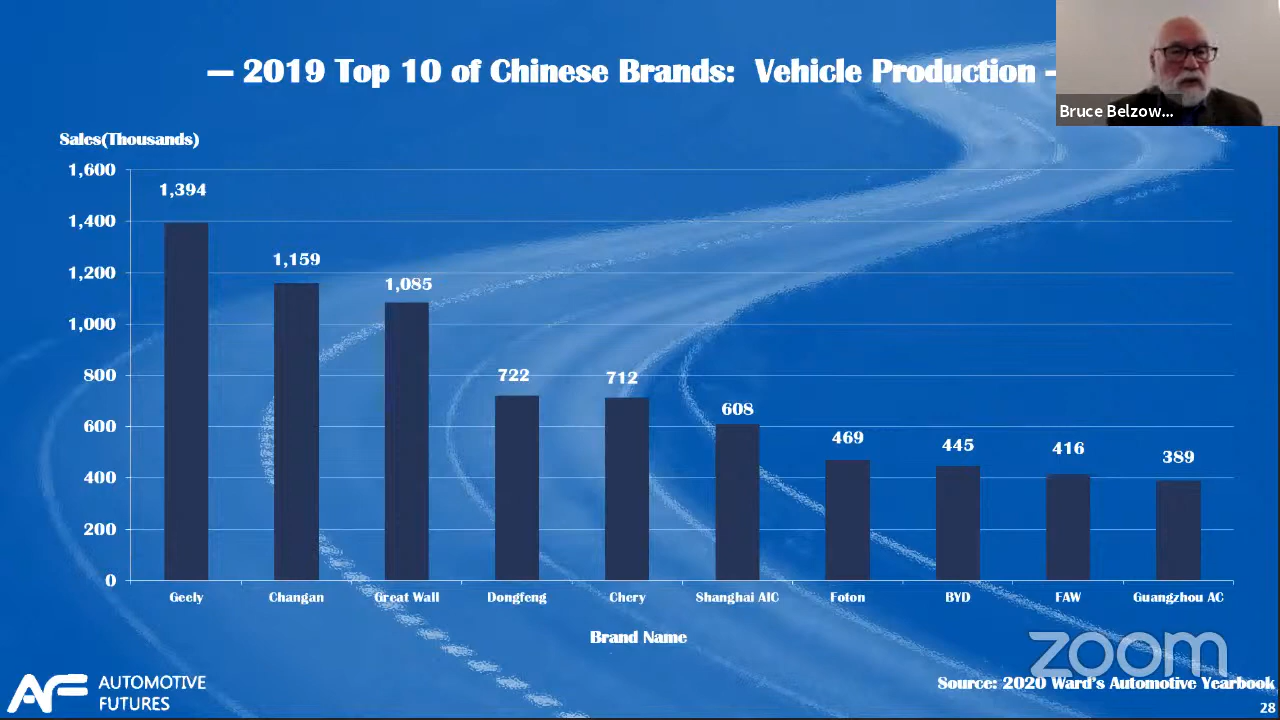 — 2019 Top 10 of Chinese Brands:  Vehicle Production -
Bruce Belzow...
Sales(Thousands)
1,600
1,400
1,200
1,000
800
600
400
200
0
1,394
1,159
1,085
722
712
608
469
445
416
389
Geely
Changan
Great Wall
Dongfeng
Chery
Shanghai AIC
Foton
BYD
FAW
Guangzhou AC
Brand Name
zoom
AF AUTOMOTIVE
FUTURES
Source: 2020 Ward's Automotive Yearbook
28